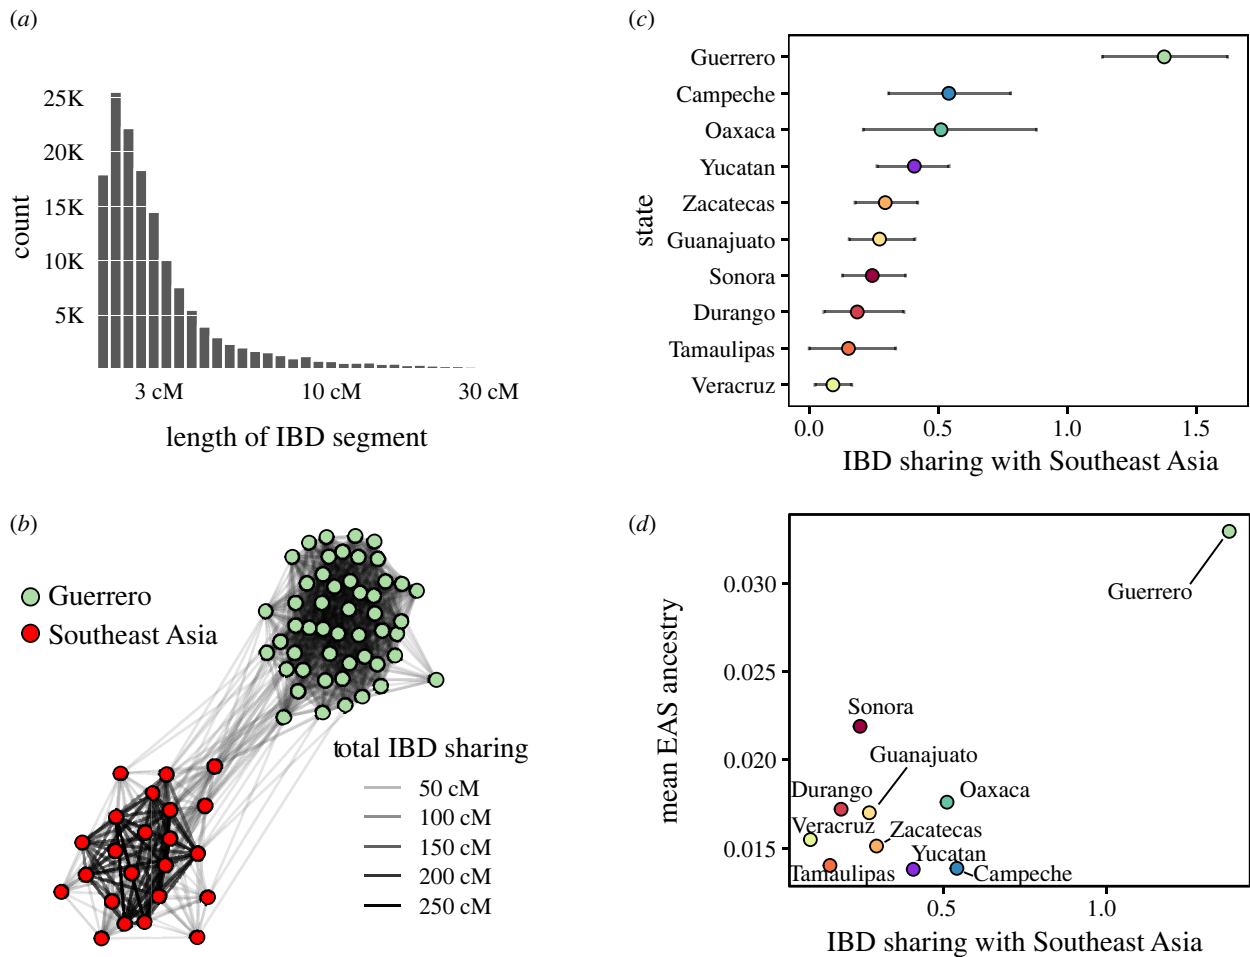 (a)
25K
20K
15K
10K
5K
count
3 cM
10 cM
30 cM
length of IBD segment
(b)
Guerrero
Southeast Asia
total IBD sharing
50 cM
100 cM
150 cM
200 cM
250 cM
(c)
Guerrero
Campeche
Oaxaca
Yucatan
Zacatecas
Guanajuato
Sonora
Durango
Tamaulipas
Veracruz
state
0.0
0.5
1.0
1.5
IBD sharing with Southeast Asia
(d)
0.030
0.025
0.020
0.015
mean EAS ancestry
Guerrero
Sonora
Guanajuato
Durango
Oaxaca
Veracruz
Zacatecas
Yucatan
Tamaulipas
Campeche
0.5
1.0
IBD sharing with Southeast Asia